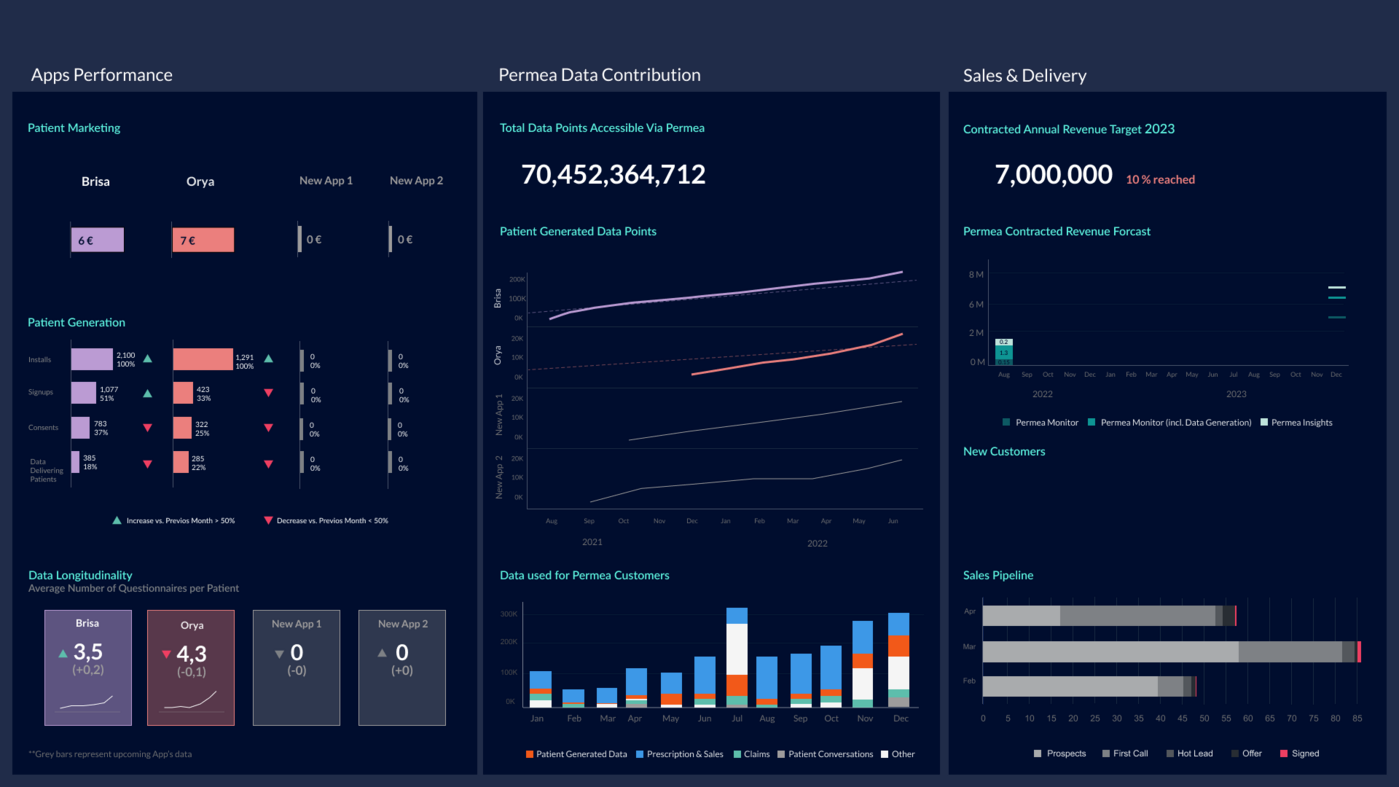 Apps Performance
Patient Marketing
Brisa
Orya
New App 1
New App 2
6 €
7 €
0 €
0 €
Patient Generation
Installs
2,100
100%
1,291
100%
0
0%
0
0%
Signups
1,077
51%
423
33%
0
0%
0
0%
Consents
783
37%
322
25%
0
0%
0
0%
Data
Delivering
Patients
385
18%
285
22%
0
0%
0
0%
Increase vs. Previos Month > 50%
Decrease vs. Previos Month < 50%
Data Longitudinality
Average Number of Questionnaires per Patient
Brisa
3,5
(+0,2)
Orya
4,3
(-0,1)
New App 1
0
(-0)
New App 2
0
(+0)
**Grey bars represent upcoming App's data
Permea Data Contribution
Total Data Points Accessible Via Permea
70,452,364,712
Patient Generated Data Points
Brisa
200K
100K
0K
Orya
20K
10K
0K
New App 1
20K
10K
0K
New App 2
20K
10K
0K
Aug Sep Oct Nov Dec Jan Feb Mar Apr May Jun
2021 2022
Data used for Permea Customers
300K
200K
100K
0K
Jan Feb Mar Apr May Jun Jul Aug Sep Oct Nov Dec
Patient Generated Data Prescription & Sales Claims Patient Conversations Other
Sales & Delivery
Contracted Annual Revenue Target 2023
7,000,000 10 % reached
Permea Contracted Revenue Forcast
8 M
6 M
2 M
0 M
0.2
1.3
Aug Sep Oct Nov Dec Jan Feb Mar Apr May Jun Jul Aug Sep Oct Nov Dec
2022 2023
Permea Monitor Permea Monitor (incl. Data Generation) Permea Insights
New Customers
Sales Pipeline
Apr
Mar
Feb
0 5 10 15 20 25 30 35 40 45 50 55 60 65 70 75 80 85
Prospects First Call Hot Lead Offer Signed